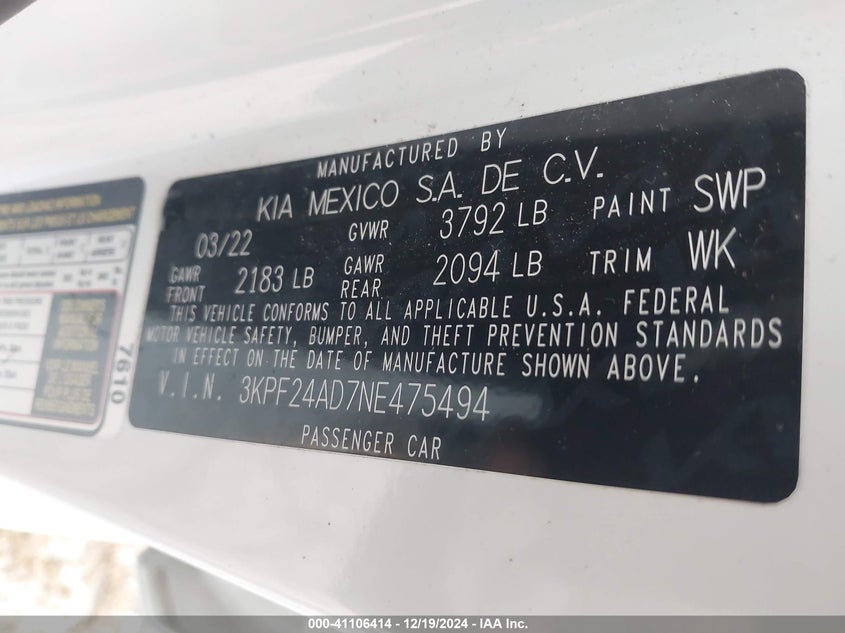 MANUFACTURED BY
KIA MEXICO S.A. DE C.V.
03/22 GVWR 3792 LB PAINT SWP
GAWR FRONT 2183 LB GAWR REAR 2094 LB TRIM WK
THIS VEHICLE CONFORMS TO ALL APPLICABLE U.S.A. FEDERAL
MOTOR VEHICLE SAFETY, BUMPER, AND THEFT PREVENTION STANDARDS
IN EFFECT ON THE DATE OF MANUFACTURE SHOWN ABOVE.
V.I.N. 3KPF24AD7NE475494
PASSENGER CAR
7610
000-41106414 - 12/19/2024 - IAA Inc.